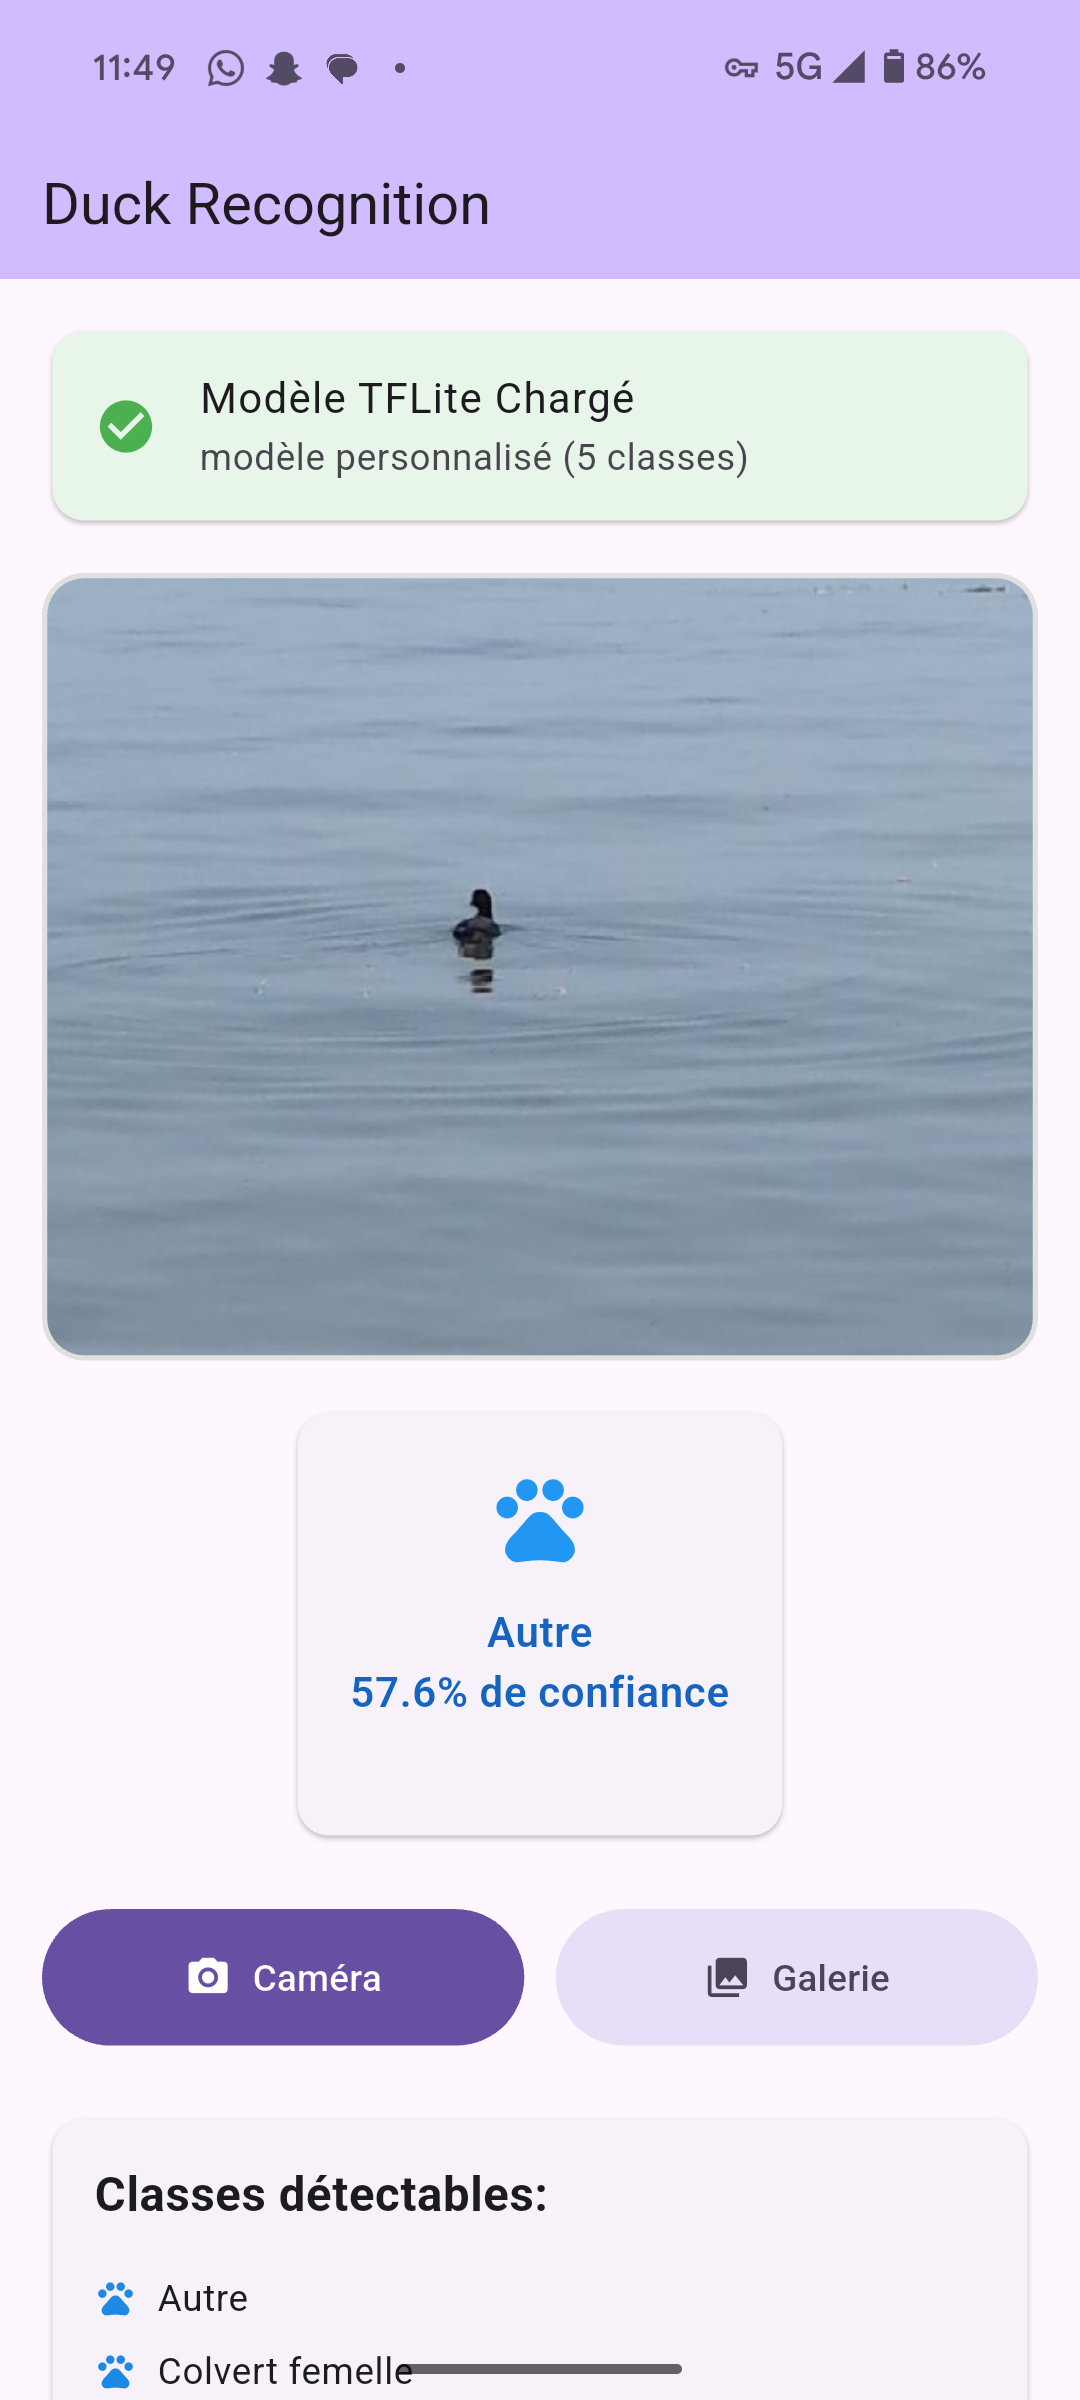 11:49 5G 86%
Duck Recognition
Modèle TFLite Chargé
modèle personnalisé (5 classes)
Autre
57.6% de confiance
Caméra Galerie
Classes détectables:
Autre
Colvert femelle